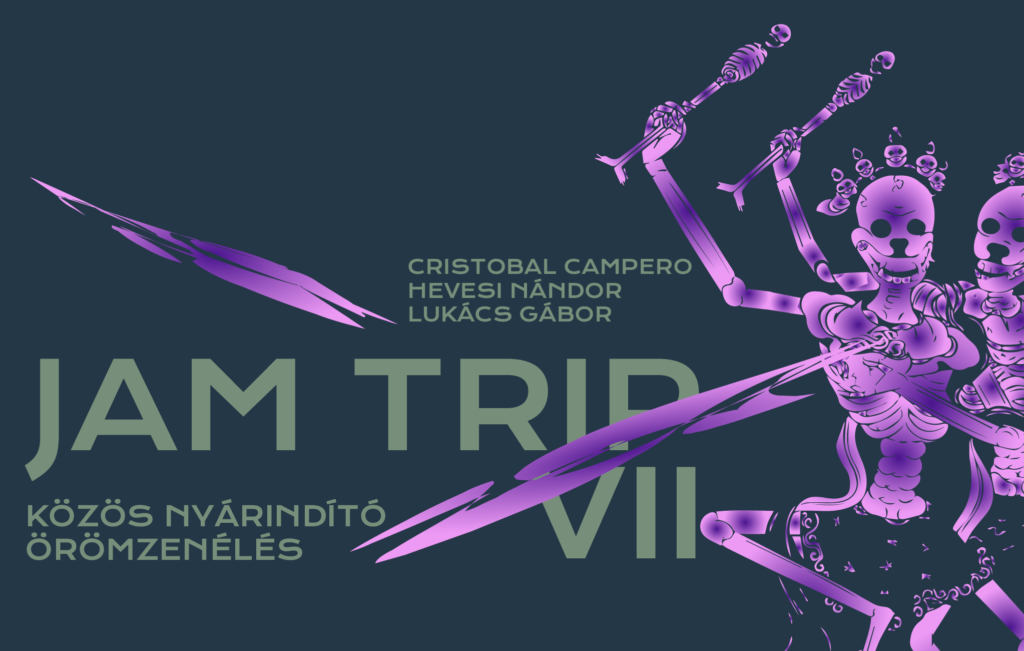 CRISTOBAL CAMPERO
HEVESI NÁNDOR
LUKÁCS GÁBOR
JAM TRIP
VII
KÖZÖS NYÁRINDÍTÓ
ÖRÖMZENÉLÉS